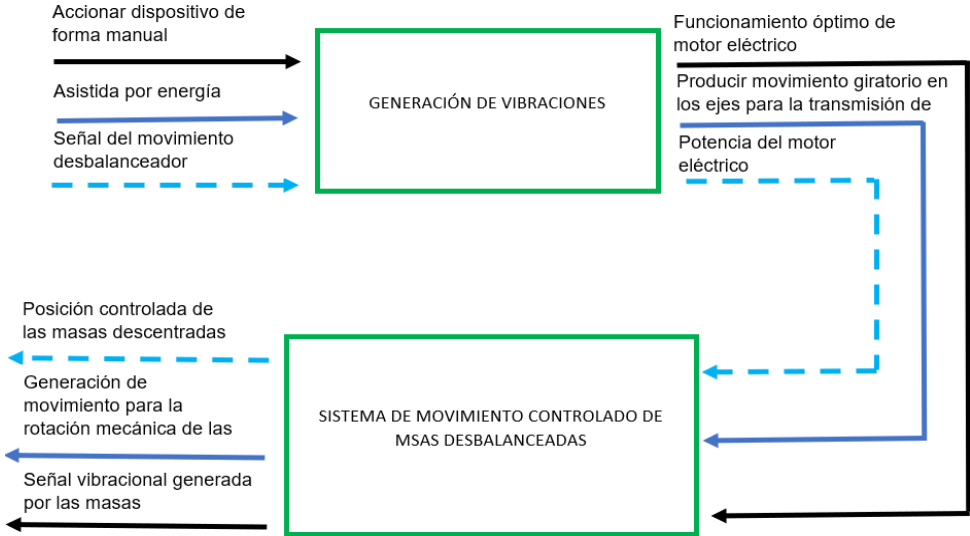 Accionar dispositivo de
forma manual
Asistida por energía
Señal del movimiento
desbalanceador
GENERACIÓN DE VIBRACIONES
Funcionamiento óptimo de
motor eléctrico
Producir movimiento giratorio en
los ejes para la transmisión de
Potencia del motor
eléctrico
Posición controlada de
las masas descentradas
Generación de
movimiento para la
rotación mecánica de las
Señal vibracional generada
por las masas
SISTEMA DE MOVIMIENTO CONTROLADO DE
MSAS DESBALANCEADAS